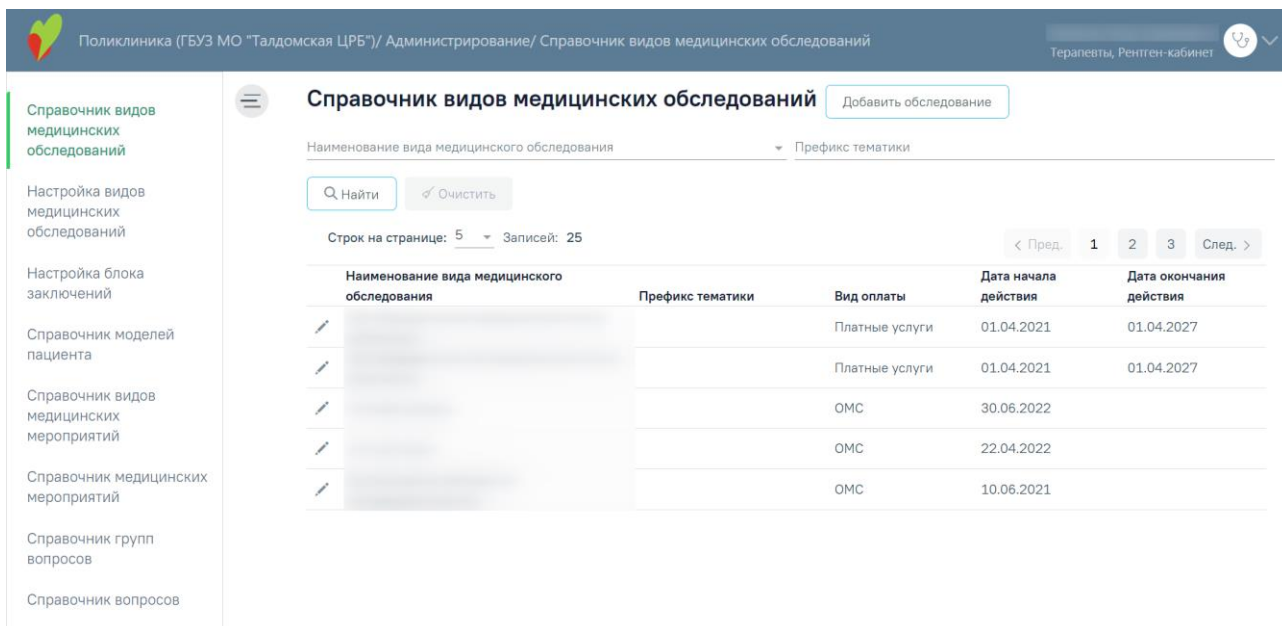 Поликлиника (ГБУЗ МО "Талдомская ЦРБ")/ Администрирование/ Справочник видов медицинских обследований
Терапевты, Рентген-кабинет
Справочник видов
медицинских
обследований
Настройка видов
медицинских
обследований
Настройка блока
заключений
Справочник моделей
пациента
Справочник видов
медицинских
мероприятий
Справочник медицинских
мероприятий
Справочник групп
вопросов
Справочник вопросов
Справочник видов медицинских обследований Добавить обследование
Наименование вида медицинского обследования Префикс тематики
Найти Очистить
Строк на странице: 5 Записей: 25 < Пред. 1 2 3 След. >
Наименование вида медицинского Дата начала Дата окончания
обследования Префикс тематики Вид оплаты действия действия
Платные услуги 01.04.2021 01.04.2027
Платные услуги 01.04.2021 01.04.2027
ОМС 30.06.2022
ОМС 22.04.2022
ОМС 10.06.2021